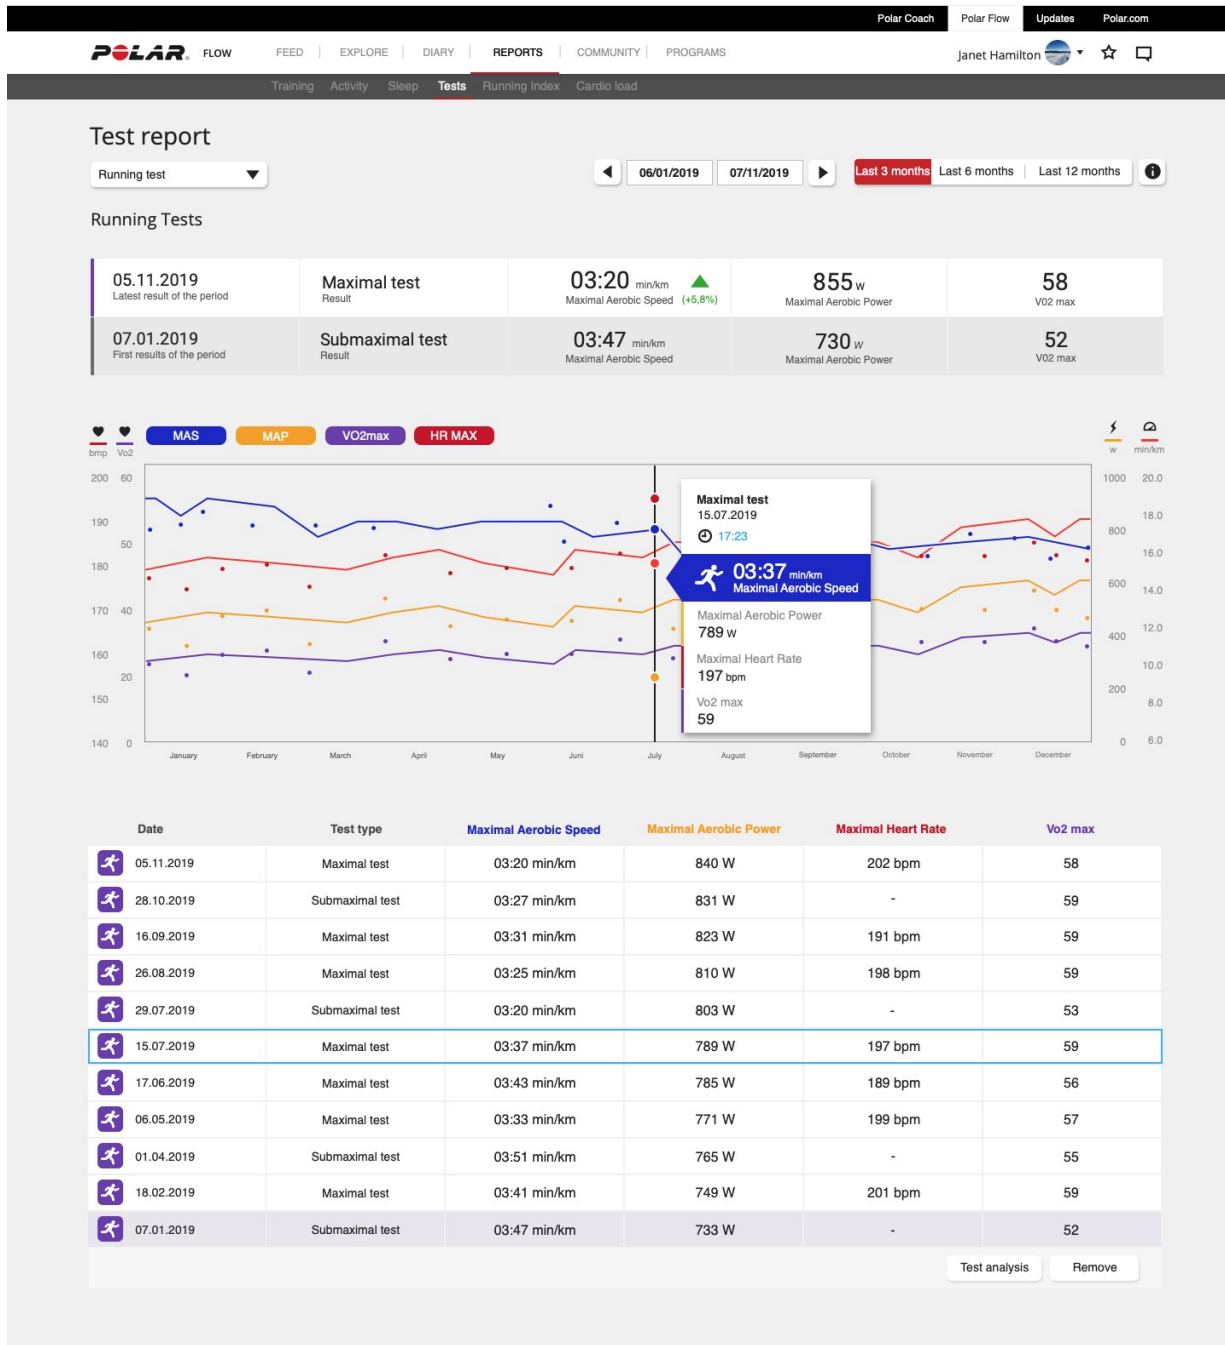 Polar Coach Polar Flow Updates Polar.com
POLAR. FLOW FEED EXPLORE DIARY REPORTS COMMUNITY PROGRAMS Janet Hamilton
Training Activity Sleep Tests Running Index Cardio load
Test report
Running test 06/01/2019 07/11/2019 Last 3 months Last 6 months Last 12 months
Running Tests
05.11.2019 Maximal test 03:20 min/km 855 w 58
Latest result of the period Result Maximal Aerobic Speed (+5,8%) Maximal Aerobic Power V02 max
07.01.2019 Submaximal test 03:47 min/km 730 w 52
First results of the period Result Maximal Aerobic Speed Maximal Aerobic Power V02 max
MAS MAP VO2max HR MAX
bmp Vo2 w min/km
200 60 1000 20.0
190 18.0
50 800
180 16.0
600 14.0
170 40
400 12.0
160 10.0
20 200
150 8.0
140 0 0 6.0
Maximal test
15.07.2019
17:23
03:37 min/km
Maximal Aerobic Speed
Maximal Aerobic Power
789 w
Maximal Heart Rate
197 bpm
Vo2 max
59
January February March April May Juni July August September October November December
Date Test type Maximal Aerobic Speed Maximal Aerobic Power Maximal Heart Rate Vo2 max
05.11.2019 Maximal test 03:20 min/km 840 W 202 bpm 58
28.10.2019 Submaximal test 03:27 min/km 831 W - 59
16.09.2019 Maximal test 03:31 min/km 823 W 191 bpm 59
26.08.2019 Maximal test 03:25 min/km 810 W 198 bpm 59
29.07.2019 Submaximal test 03:20 min/km 803 W - 53
15.07.2019 Maximal test 03:37 min/km 789 W 197 bpm 59
17.06.2019 Maximal test 03:43 min/km 785 W 189 bpm 56
06.05.2019 Maximal test 03:33 min/km 771 W 199 bpm 57
01.04.2019 Submaximal test 03:51 min/km 765 W - 55
18.02.2019 Maximal test 03:41 min/km 749 W 201 bpm 59
07.01.2019 Submaximal test 03:47 min/km 733 W - 52
Test analysis Remove